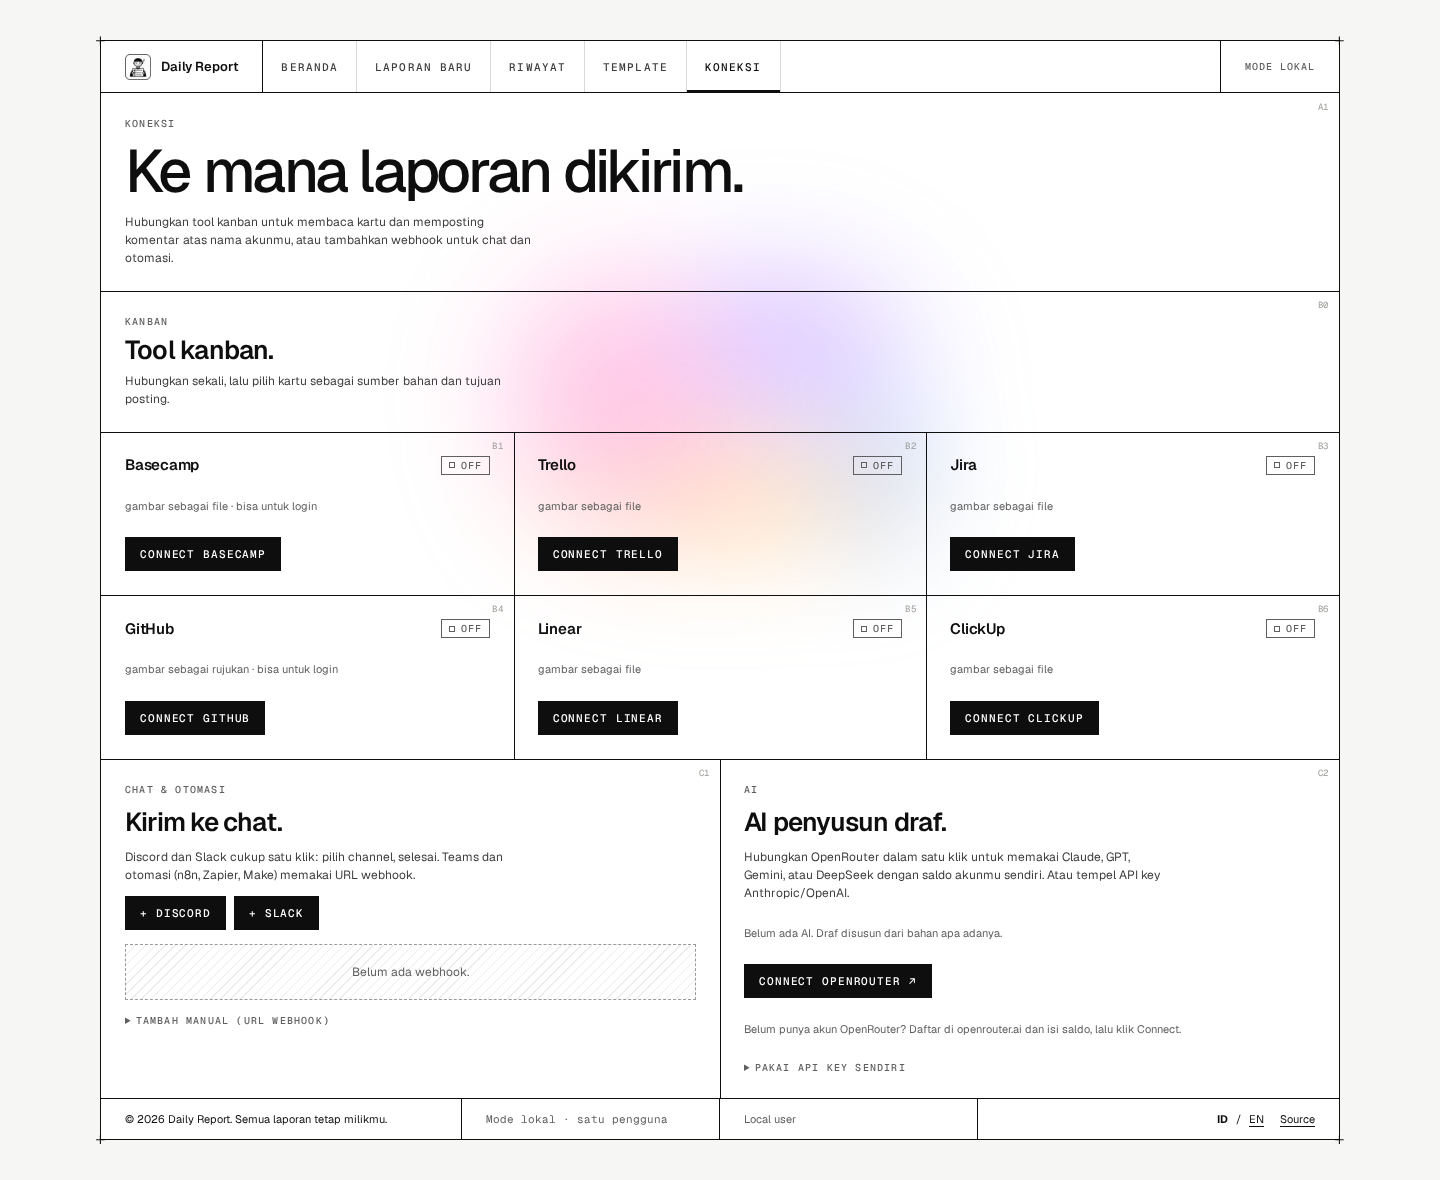 Daily Report
BERANDA
LAPORAN BARU
RIWAYAT
TEMPLATE
KONEKSI
MODE LOKAL
A1
KONEKSI
Ke mana laporan dikirim.
Hubungkan tool kanban untuk membaca kartu dan memposting
komentar atas nama akunmu, atau tambahkan webhook untuk chat dan
otomasi.
B0
KANBAN
Tool kanban.
Hubungkan sekali, lalu pilih kartu sebagai sumber bahan dan tujuan
posting.
B1
Basecamp
OFF
gambar sebagai file · bisa untuk login
CONNECT BASECAMP
B2
Trello
OFF
gambar sebagai file
CONNECT TRELLO
B3
Jira
OFF
gambar sebagai file
CONNECT JIRA
B4
GitHub
OFF
gambar sebagai rujukan · bisa untuk login
CONNECT GITHUB
B5
Linear
OFF
gambar sebagai file
CONNECT LINEAR
B6
ClickUp
OFF
gambar sebagai file
CONNECT CLICKUP
C1
CHAT & OTOMASI
Kirim ke chat.
Discord dan Slack cukup satu klik: pilih channel, selesai. Teams dan
otomasi (n8n, Zapier, Make) memakai URL webhook.
+ DISCORD
+ SLACK
Belum ada webhook.
▶ TAMBAH MANUAL (URL WEBHOOK)
C2
AI
AI penyusun draf.
Hubungkan OpenRouter dalam satu klik untuk memakai Claude, GPT,
Gemini, atau DeepSeek dengan saldo akunmu sendiri. Atau tempel API key
Anthropic/OpenAI.
Belum ada AI. Draf disusun dari bahan apa adanya.
CONNECT OPENROUTER ↗
Belum punya akun OpenRouter? Daftar di openrouter.ai dan isi saldo, lalu klik Connect.
▶ PAKAI API KEY SENDIRI
© 2026 Daily Report. Semua laporan tetap milikmu.
Mode lokal · satu pengguna
Local user
ID / EN
Source